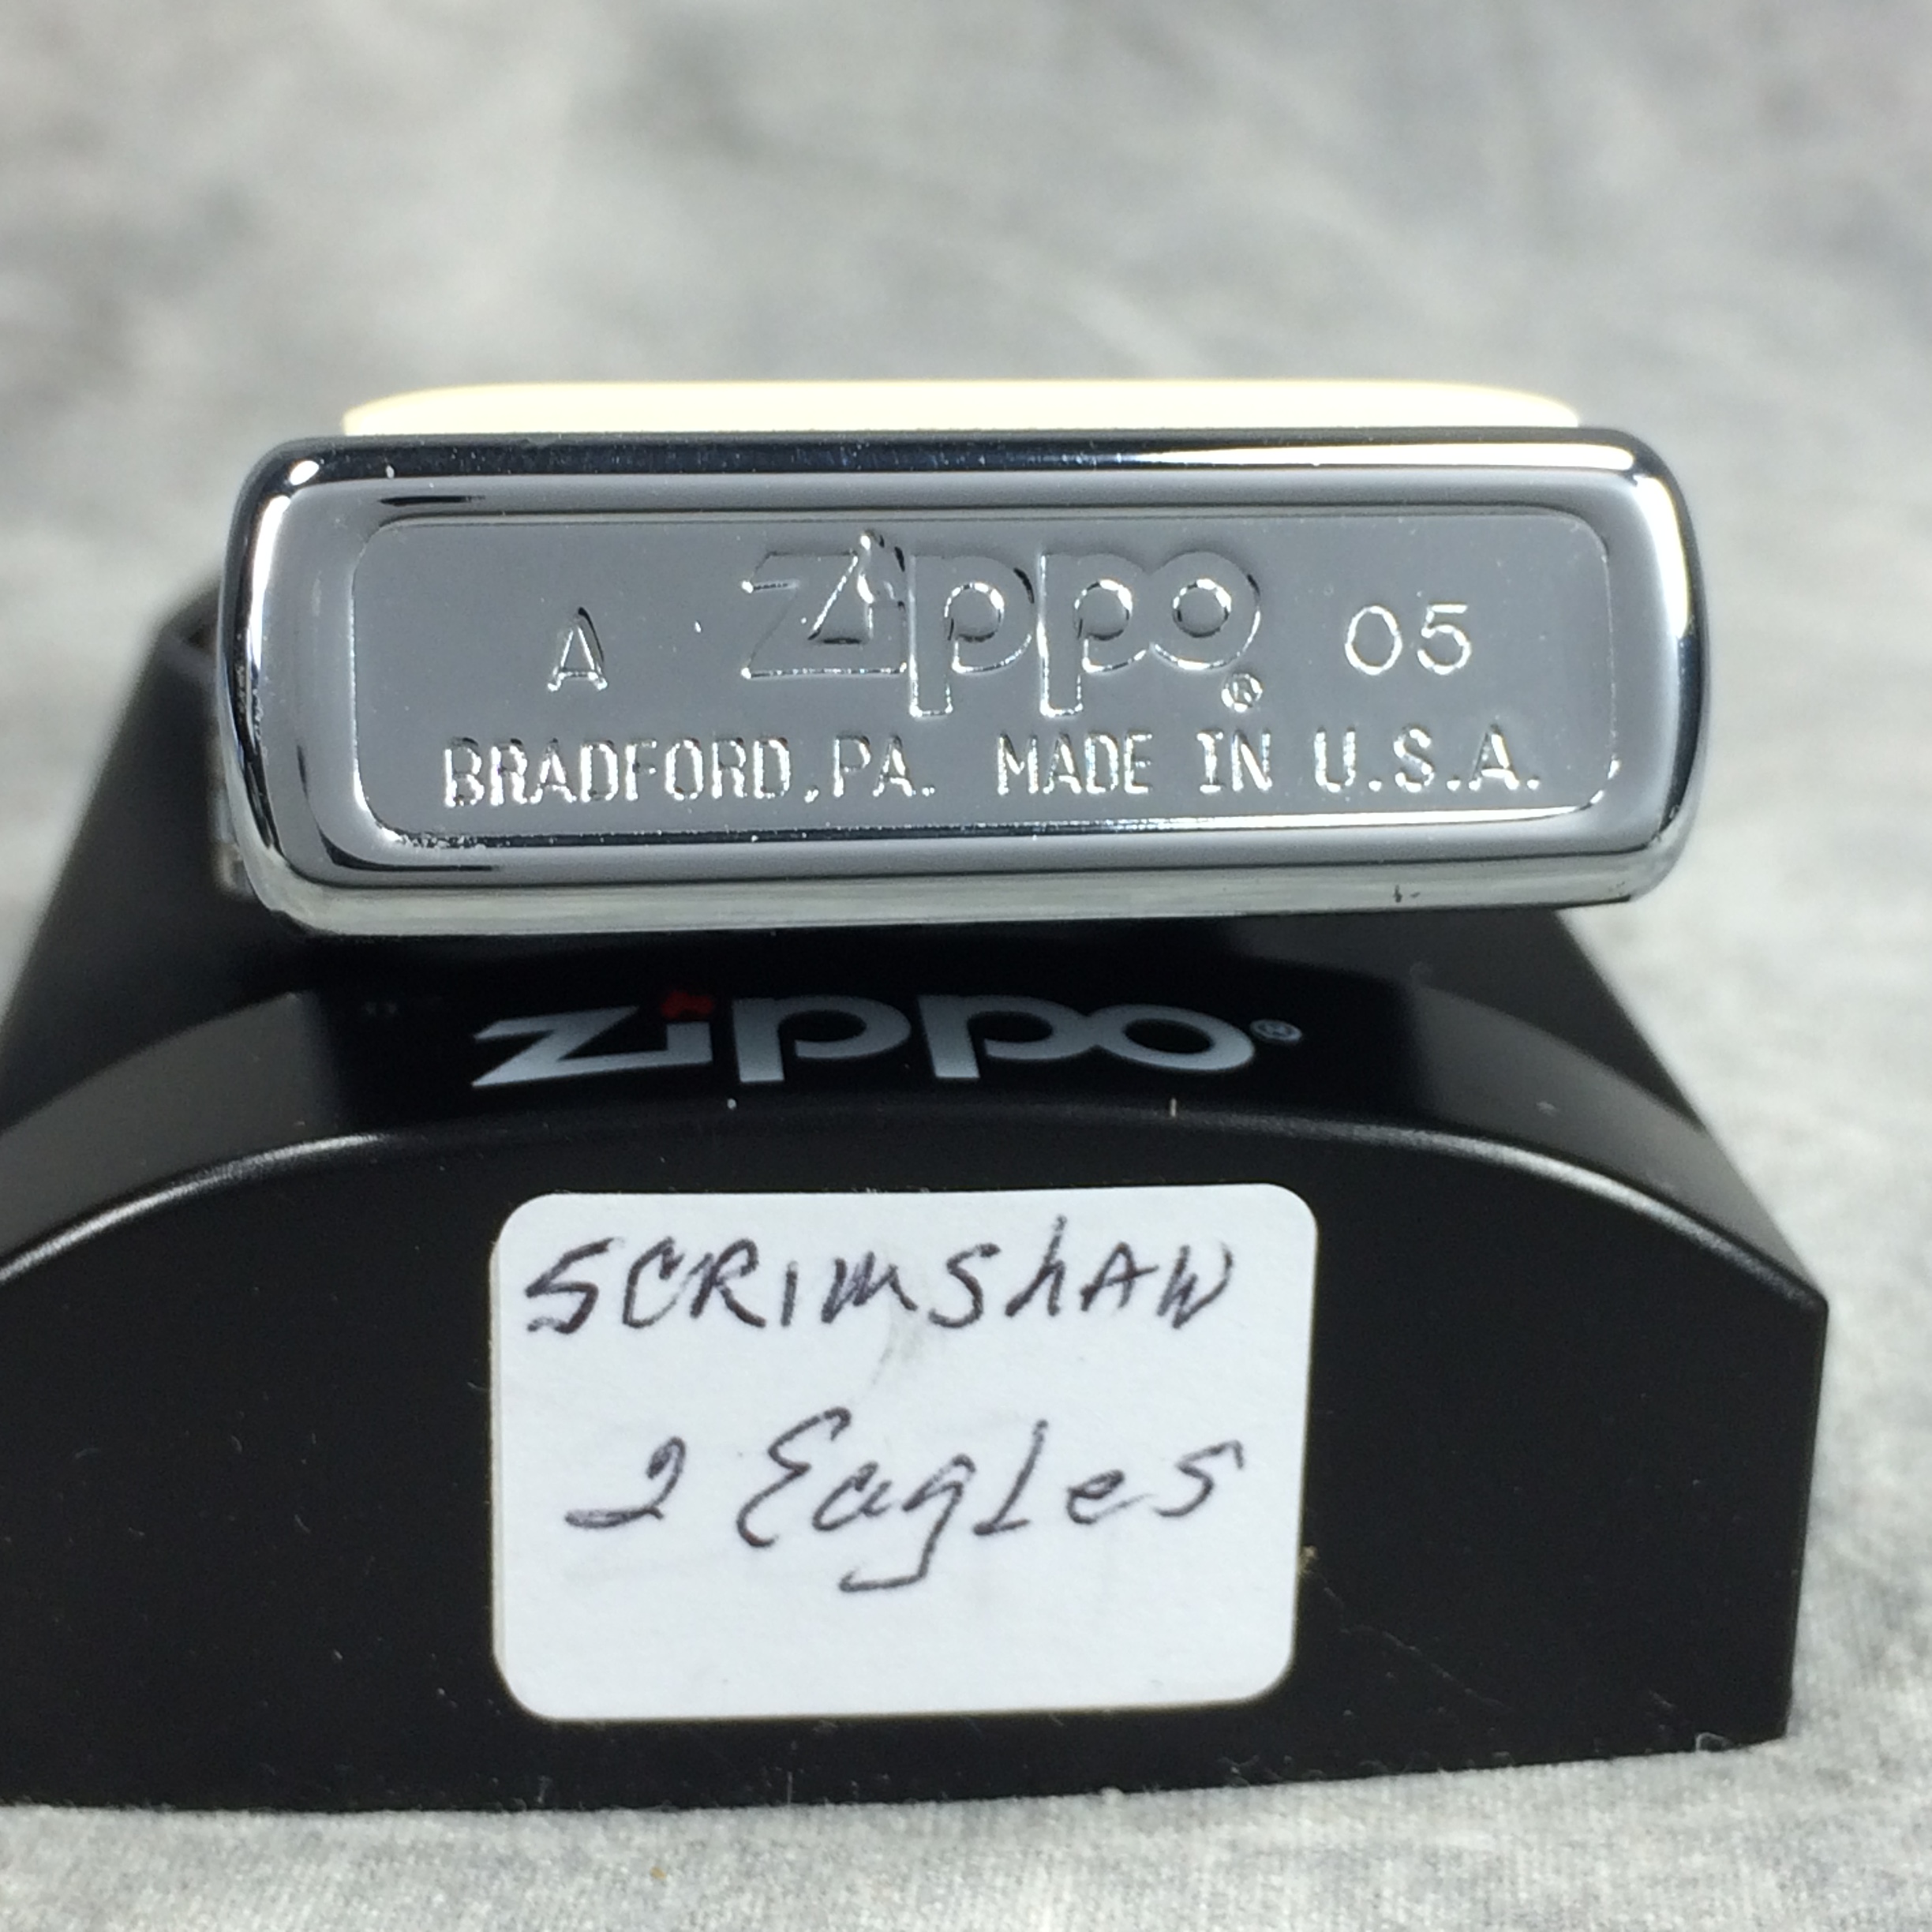 A zippo® 05
BRADFORD, PA. MADE IN U.S.A.
zippo®
SCRIMShAW
2 EagLes